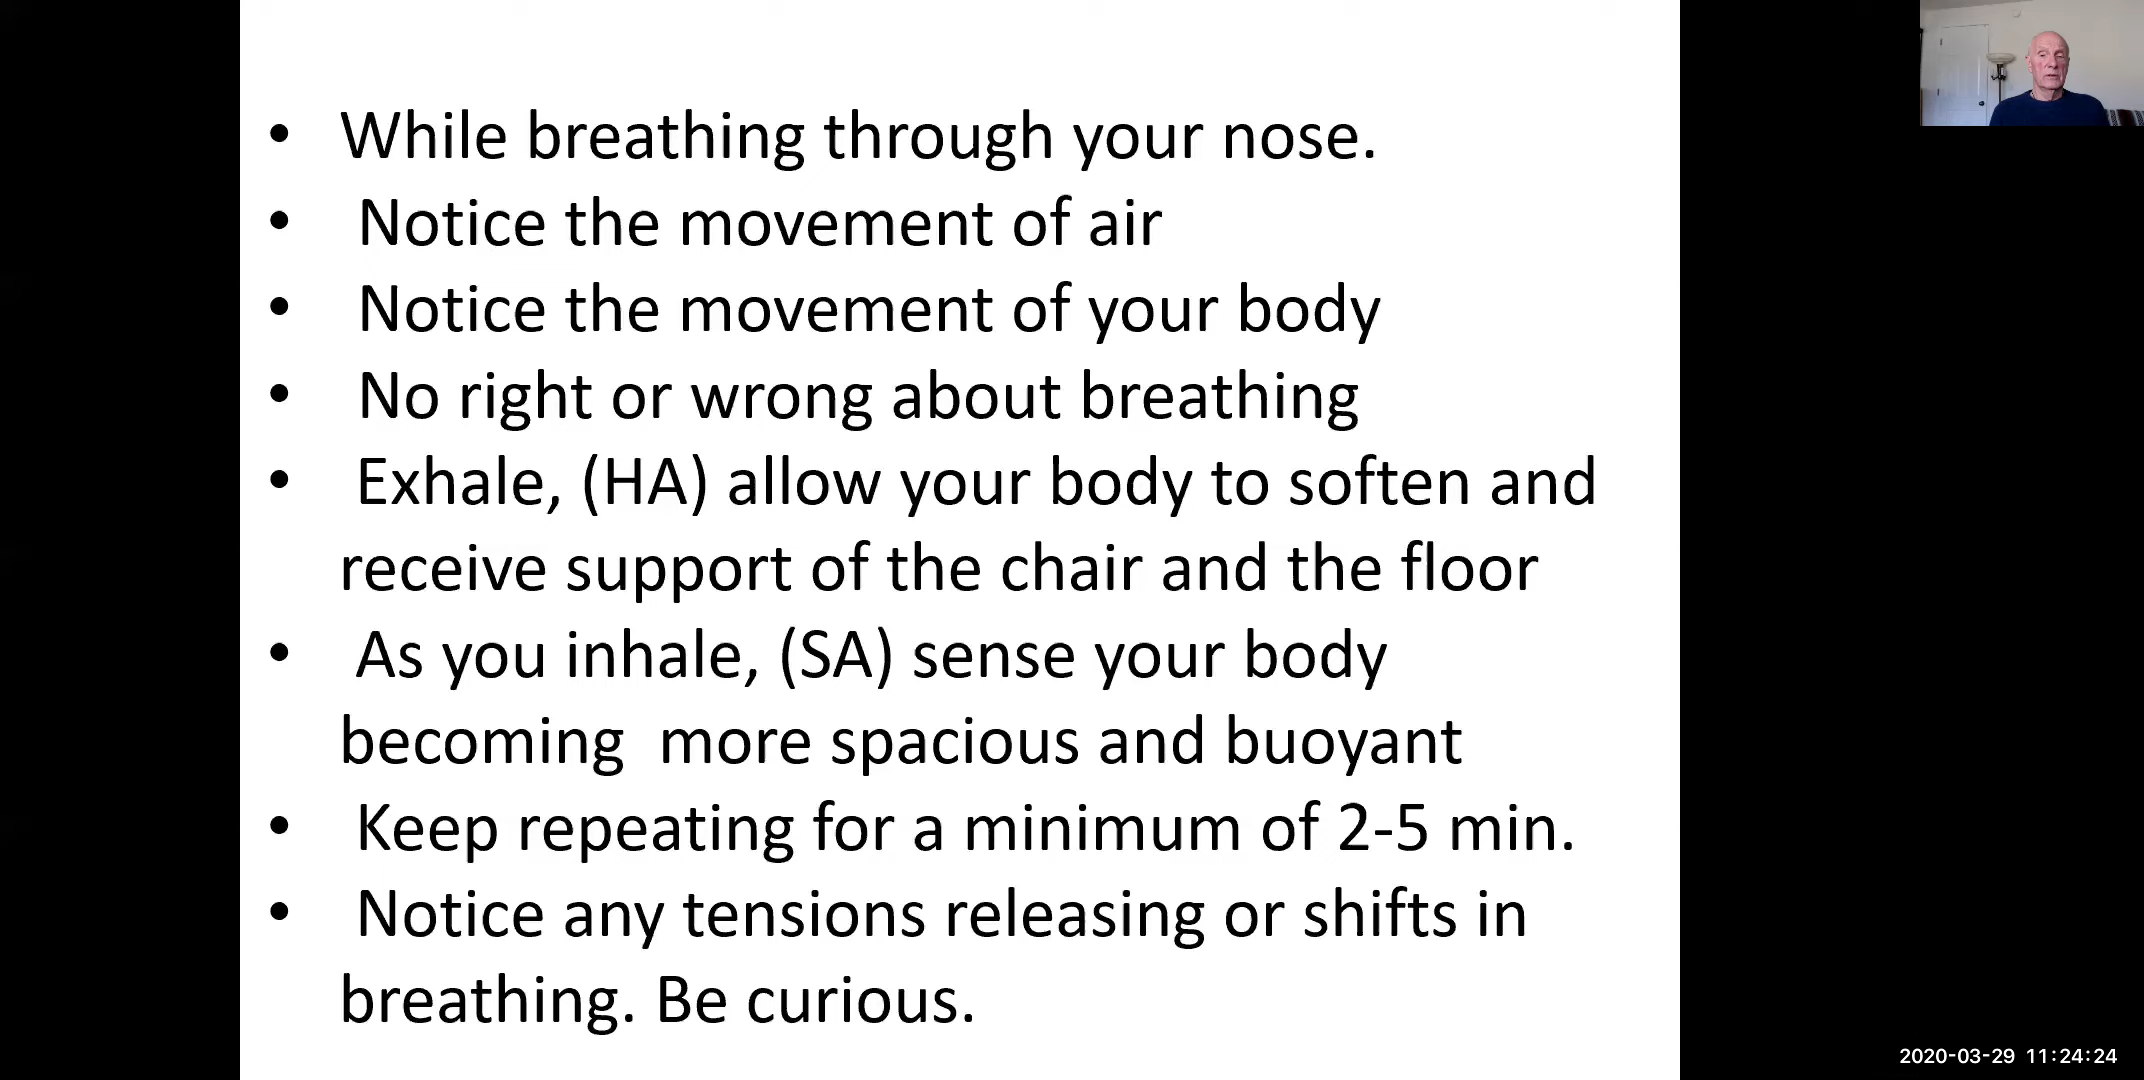 • While breathing through your nose.
• Notice the movement of air
• Notice the movement of your body
• No right or wrong about breathing
• Exhale, (HA) allow your body to soften and
receive support of the chair and the floor
• As you inhale, (SA) sense your body
becoming  more spacious and buoyant
• Keep repeating for a minimum of 2-5 min.
• Notice any tensions releasing or shifts in
breathing. Be curious.
2020-03-29 11:24:24